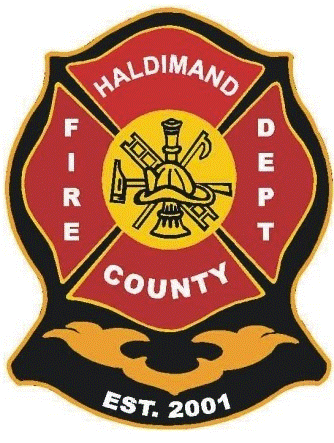 HALDIMAND
FIRE
DEPT
COUNTY
EST. 2001